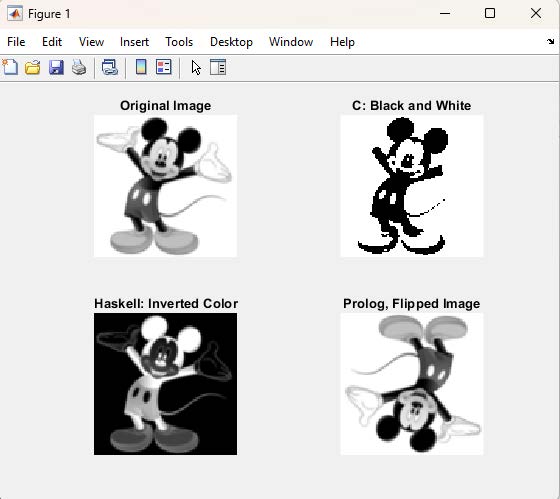 Figure 1
File Edit View Insert Tools Desktop Window Help
Original Image
C: Black and White
Haskell: Inverted Color
Prolog, Flipped Image